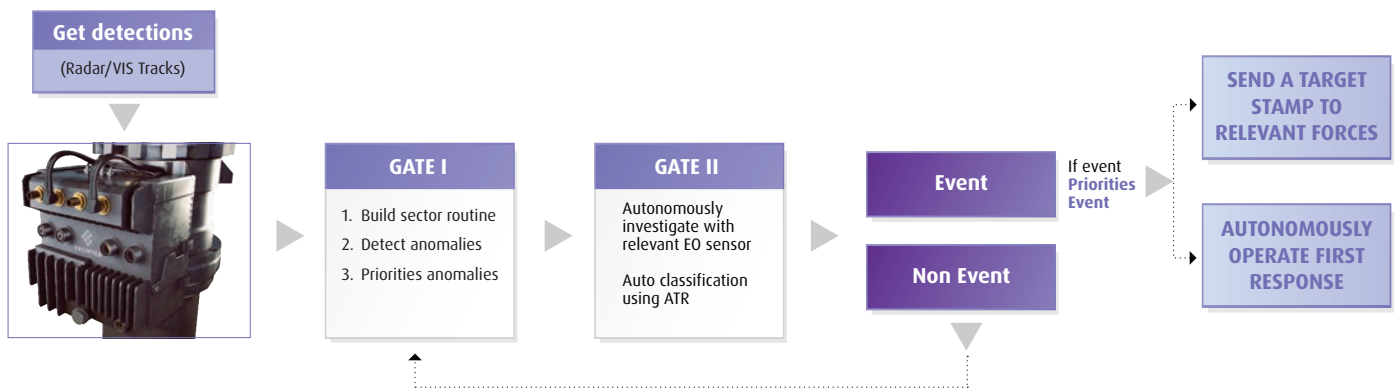 Get detections
(Radar/VIS Tracks)
GATE I
1. Build sector routine
2. Detect anomalies
3. Priorities anomalies
GATE II
Autonomously
investigate with
relevant EO sensor
Auto classification
using ATR
Event
Non Event
If event
Priorities
Event
SEND A TARGET
STAMP TO
RELEVANT FORCES
AUTONOMOUSLY
OPERATE FIRST
RESPONSE